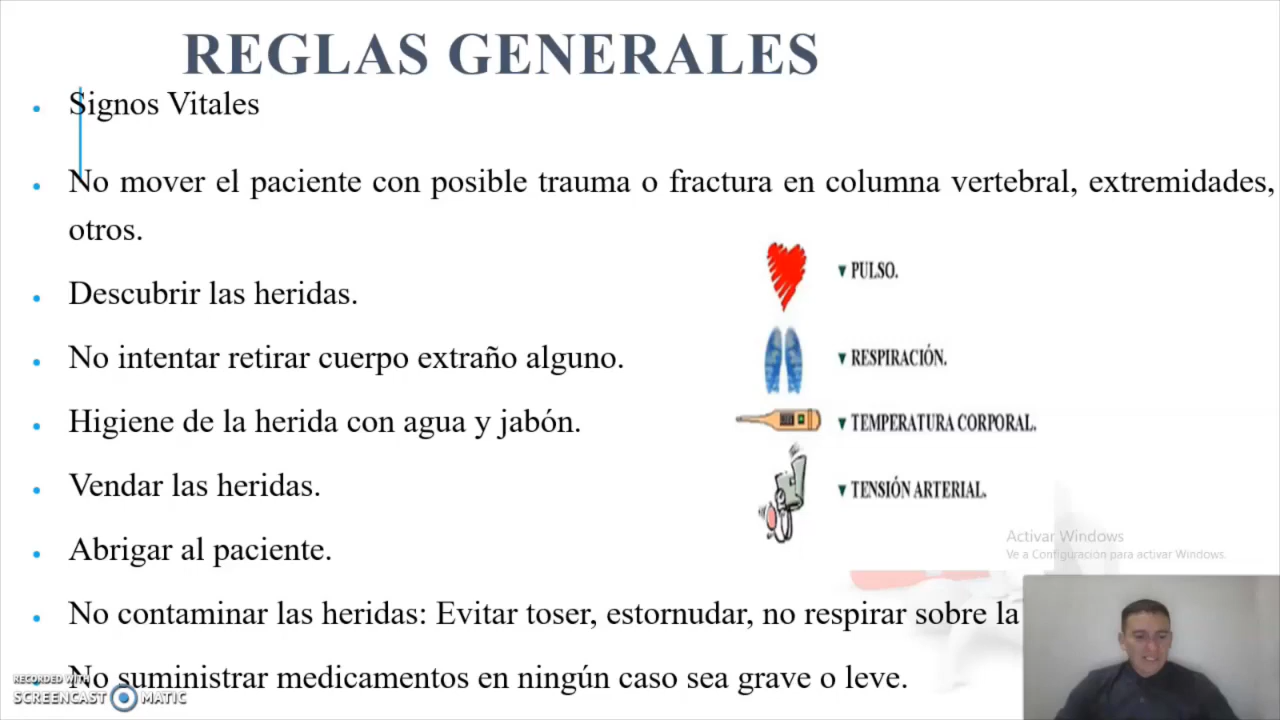 REGLAS GENERALES
Signos Vitales
No mover el paciente con posible trauma o fractura en columna vertebral, extremidades,
otros.
Descubrir las heridas.
No intentar retirar cuerpo extraño alguno.
Higiene de la herida con agua y jabón.
Vendar las heridas.
Abrigar al paciente.
No contaminar las heridas: Evitar toser, estornudar, no respirar sobre la
No suministrar medicamentos en ningún caso sea grave o leve.
PULSO.
RESPIRACIÓN.
TEMPERATURA CORPORAL.
TENSIÓN ARTERIAL.
Activar Windows
Ve a Configuración para activar Windows.
RECORDED WITH
SCREENCAST MATIC